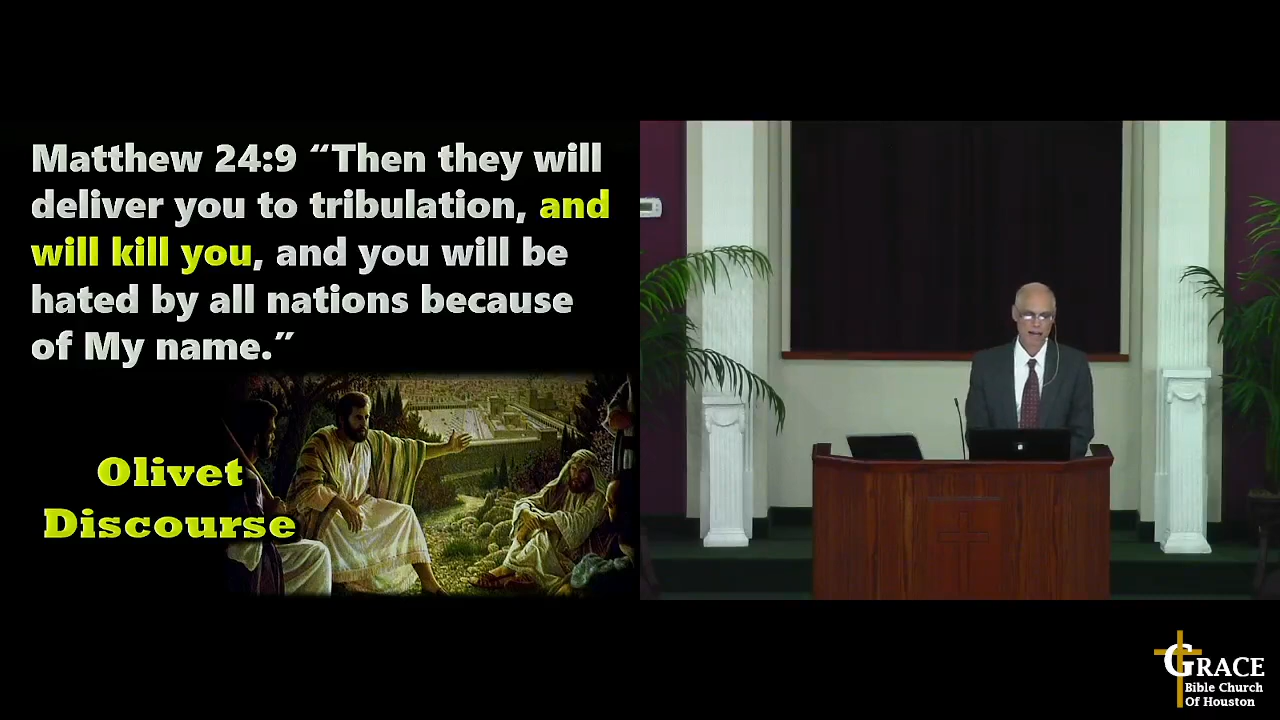 Matthew 24:9 “Then they will
deliver you to tribulation, and
will kill you, and you will be
hated by all nations because
of My name.”
Olivet
Discourse
GRACE
Bible Church
Of Houston